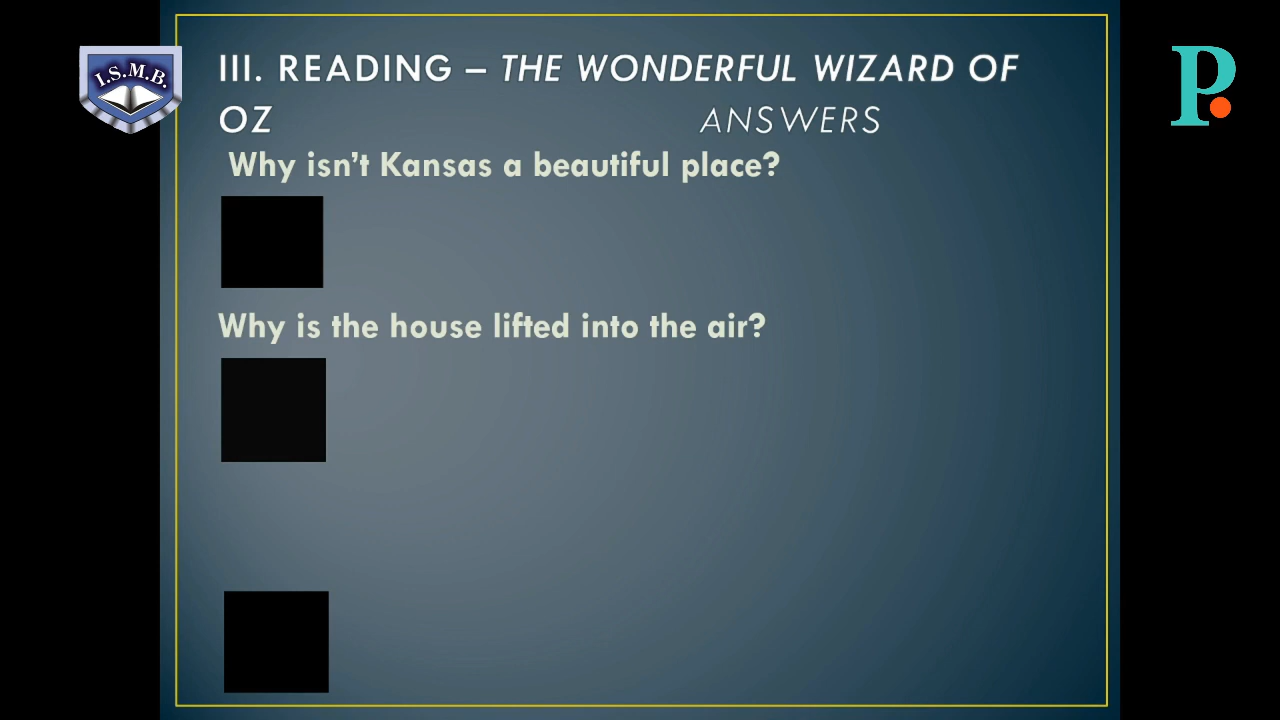 I.S.M.B.
P.
III. READING – THE WONDERFUL WIZARD OF
OZ ANSWERS
Why isn't Kansas a beautiful place?
Why is the house lifted into the air?